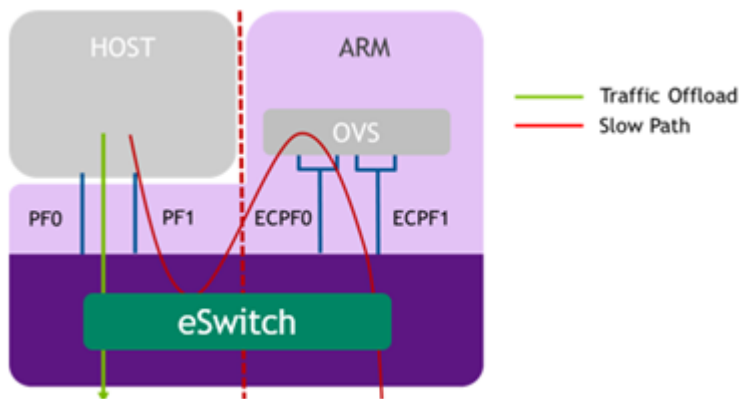 HOST
ARM
OVS
PF0
PF1
ECPF0
ECPF1
eSwitch
Traffic Offload
Slow Path